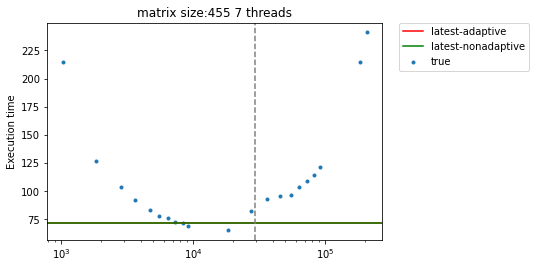 matrix size:455 7 threads
Execution time
225
200
175
150
125
100
75
10³
10⁴
10⁵
latest-adaptive
latest-nonadaptive
true